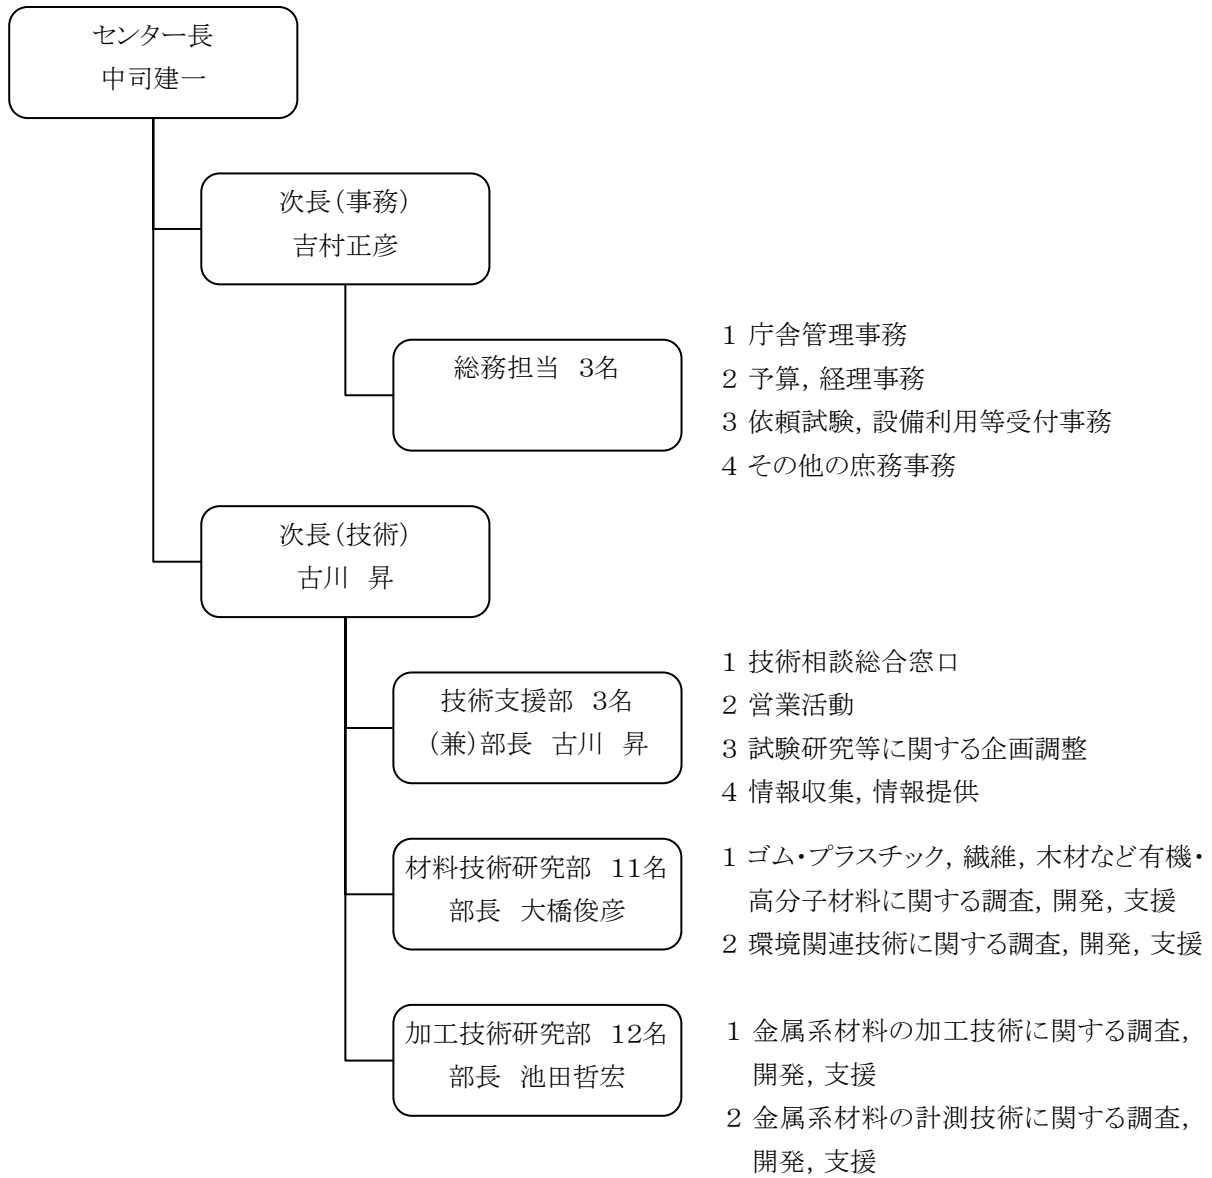 センター長
中司建一
次長(事務)
吉村正彦
総務担当 3名
1 庁舎管理事務
2 予算, 経理事務
3 依頼試験, 設備利用等受付事務
4 その他の庶務事務
次長(技術)
古川 昇
技術支援部 3名
(兼)部長 古川 昇
1 技術相談総合窓口
2 営業活動
3 試験研究等に関する企画調整
4 情報収集, 情報提供
材料技術研究部 11名
部長 大橋俊彦
1 ゴム・プラスチック, 繊維, 木材など有機・
高分子材料に関する調査, 開発, 支援
2 環境関連技術に関する調査, 開発, 支援
加工技術研究部 12名
部長 池田哲宏
1 金属系材料の加工技術に関する調査,
開発, 支援
2 金属系材料の計測技術に関する調査,
開発, 支援